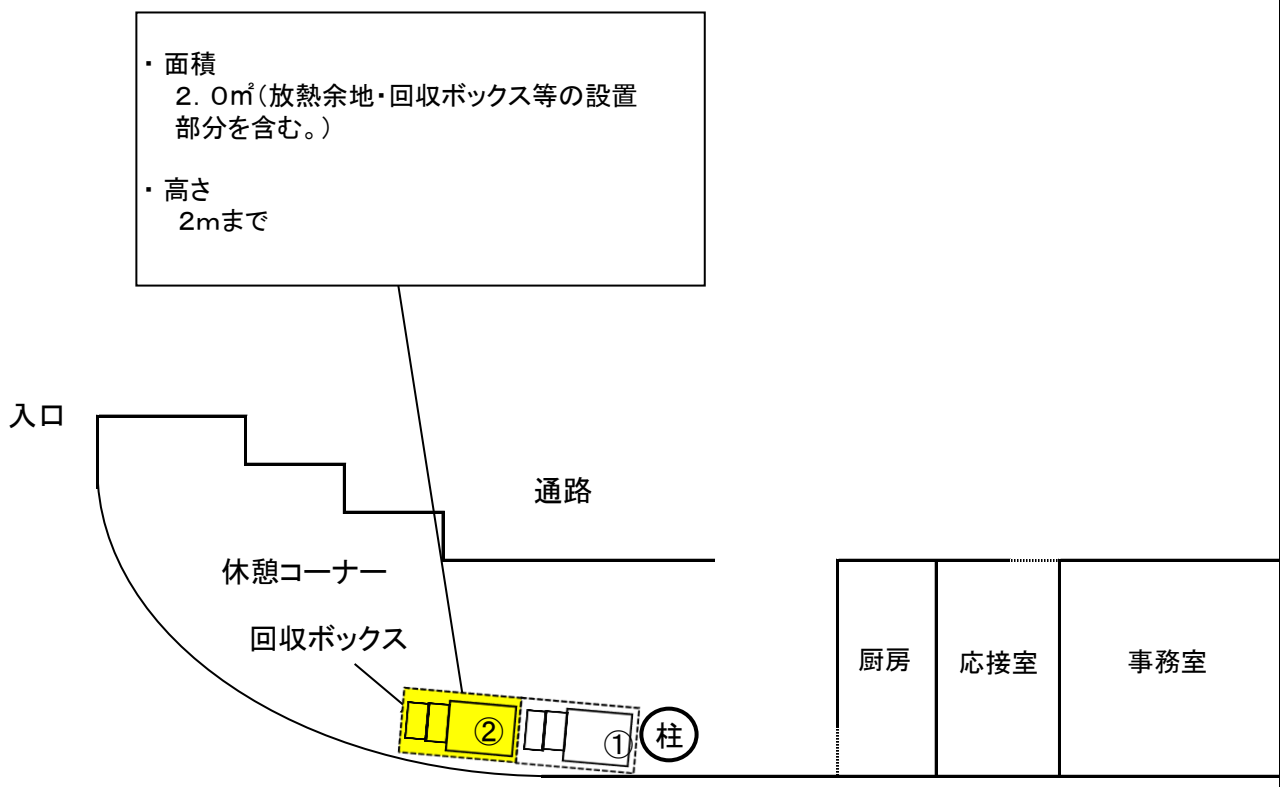 ・ 面積
２．０㎡（放熱余地・回収ボックス等の設置
部分を含む。）
・ 高さ
２ｍまで
入口
通路
休憩コーナー
回収ボックス
厨房
応接室
事務室
②
①
柱